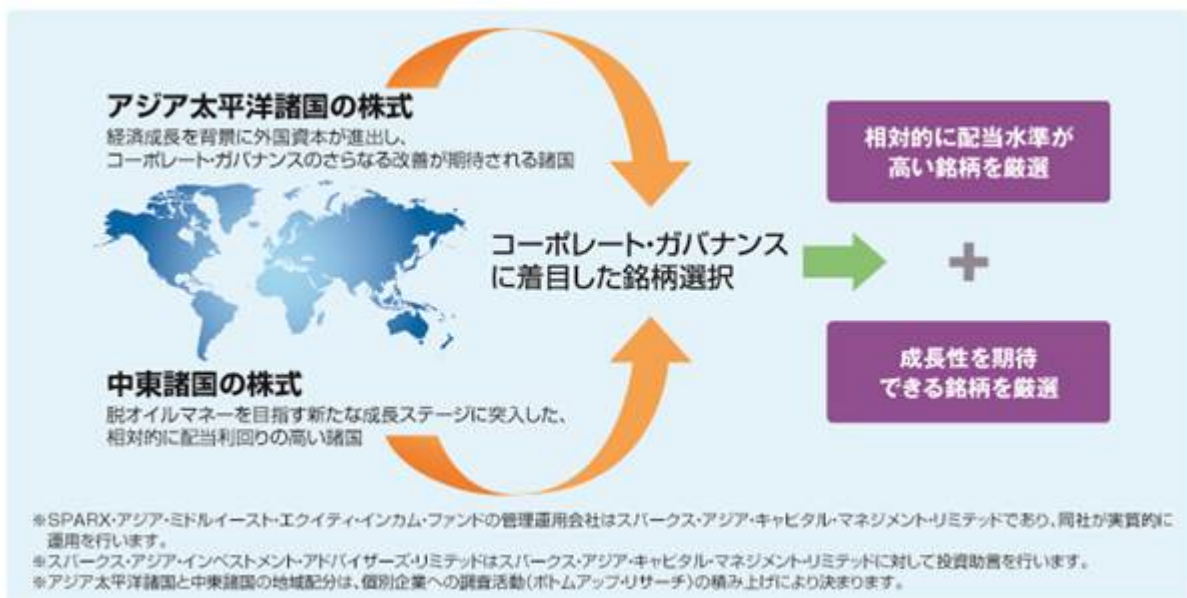 アジア太平洋諸国の株式
経済成長を背景に外国資本が進出し、
コーポレート・ガバナンスのさらなる改善が期待される諸国
コーポレート・ガバナンス
に着目した銘柄選択
中東諸国の株式
脱オイルマネーを目指す新たな成長ステージに突入した、
相対的に配当利回りの高い諸国
相対的に配当水準が
高い銘柄を厳選
+
成長性を期待
できる銘柄を厳選
※SPARX・アジア・ミドルイースト・エクイティ・インカム・ファンドの管理運用会社はスパークス・アジア・キャピタル・マネジメント・リミテッドであり、同社が実質的に
運用を行います。
※スパークス・アジア・インベストメント・アドバイザーズ・リミテッドはスパークス・アジア・キャピタル・マネジメント・リミテッドに対して投資助言を行います。
※アジア太平洋諸国と中東諸国の地域配分は、個別企業への調査活動(ボトムアップ・リサーチ)の積み上げにより決まります。